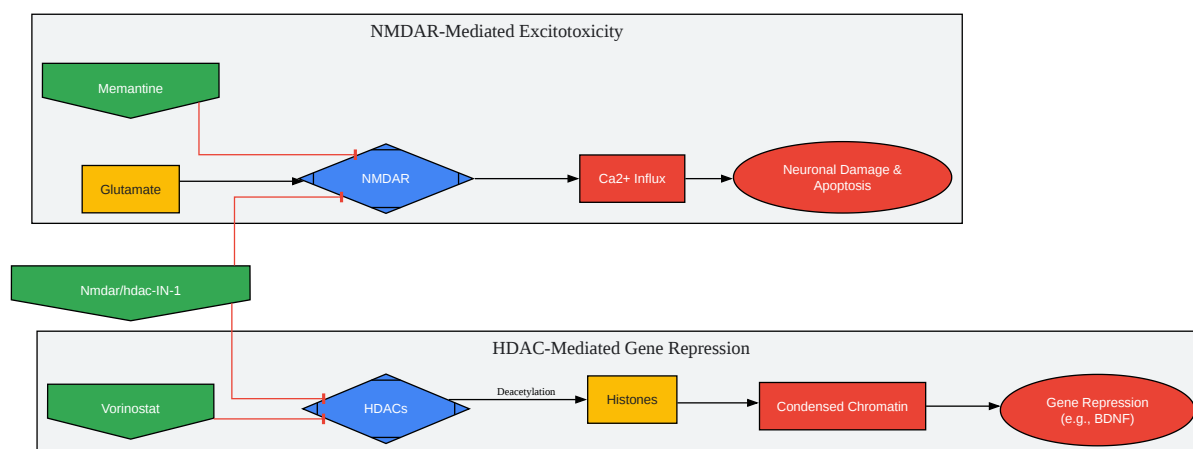 NMDAR-Mediated Excitotoxicity
Memantine
Glutamate
NMDAR
Ca2+ Influx
Neuronal Damage &
Apoptosis
Nmdar/hdac-IN-1
HDAC-Mediated Gene Repression
Vorinostat
HDACs
Deacetylation
Histones
Condensed Chromatin
Gene Repression
(e.g., BDNF)